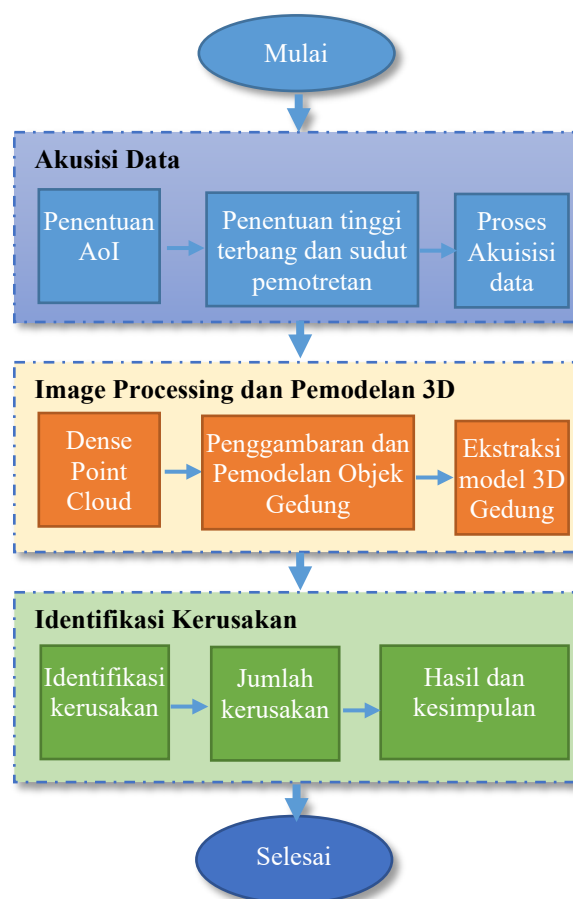 Mulai
Akusisi Data
Penentuan
AoI
Penentuan tinggi
terbang dan sudut
pemotretan
Proses
Akuisisi
data
Image Processing dan Pemodelan 3D
Dense
Point
Cloud
Penggambaran dan
Pemodelan Objek
Gedung
Ekstraksi
model 3D
Gedung
Identifikasi Kerusakan
Identifikasi
kerusakan
Jumlah
kerusakan
Hasil dan
kesimpulan
Selesai